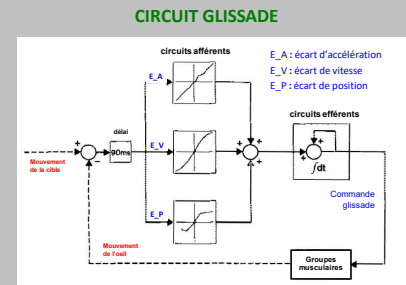 CIRCUIT GLISSADE
circuits afférents
E_A : écart d'accélération
E_V : écart de vitesse
E_P : écart de position
E_A
circuits efférents
délai
+
E_V
+
+
+
+
+
-
90ms
+
∫dt
Mouvement
de la cible
E_P
Commande
glissade
Mouvement
de l'oeil
Groupes
musculaires